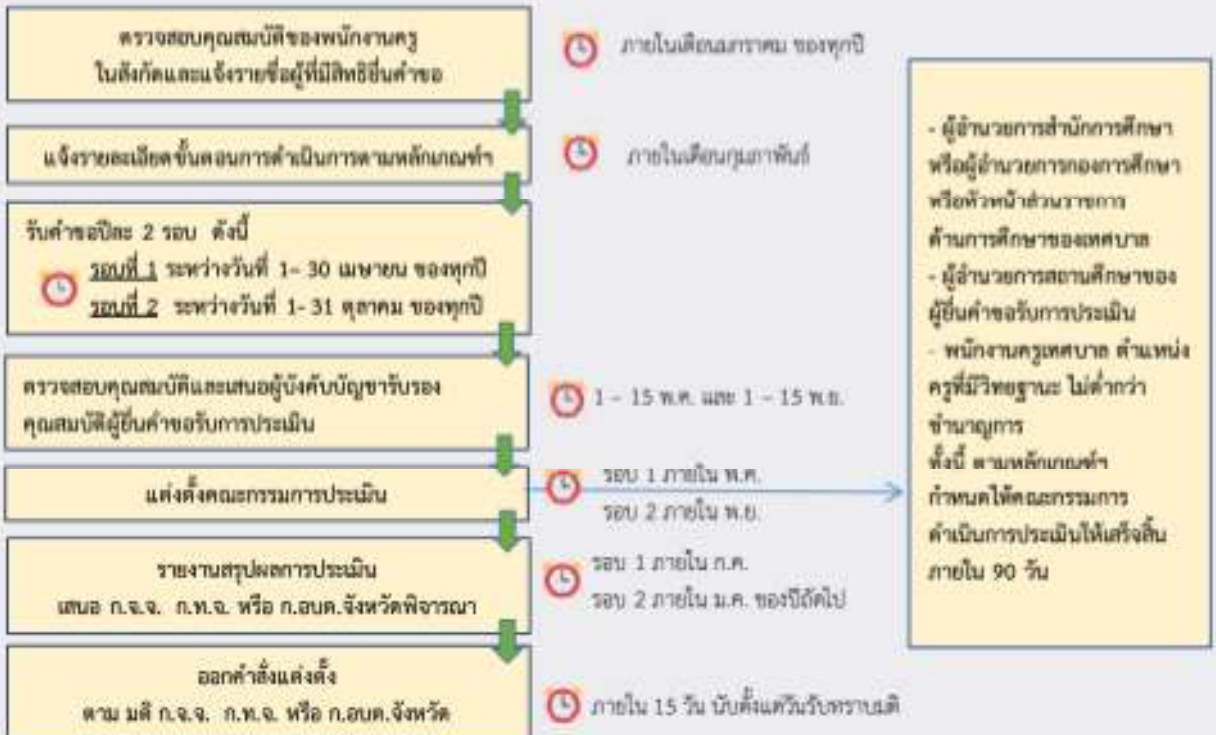 ตรวจสอบคุณสมบัติของพนักงานครู
ในสังกัดและแจ้งรายชื่อผู้ที่มีสิทธิยื่นคำขอ
ภายในเดือนมกราคม ของทุกปี
แจ้งรายละเอียดขั้นตอนการดำเนินการตามหลักเกณฑ์ฯ
ภายในเดือนกุมภาพันธ์
รับคำขอปีละ 2 รอบ ดังนี้
รอบที่ 1 ระหว่างวันที่ 1- 30 เมษายน ของทุกปี
รอบที่ 2 ระหว่างวันที่ 1- 31 ตุลาคม ของทุกปี
ตรวจสอบคุณสมบัติและเสนอผู้บังคับบัญชารับรอง
คุณสมบัติผู้ยื่นคำขอรับการประเมิน
1 – 15 พ.ค. และ 1 – 15 พ.ย.
แต่งตั้งคณะกรรมการประเมิน
รอบ 1 ภายใน พ.ค.
รอบ 2 ภายใน พ.ย.
รายงานสรุปผลการประเมิน
เสนอ ก.จ.จ. ก.ท.จ. หรือ ก.อบต.จังหวัดพิจารณา
รอบ 1 ภายใน ก.ค.
รอบ 2 ภายใน ม.ค. ของปีถัดไป
ออกคำสั่งแต่งตั้ง
ตาม มติ ก.จ.จ. ก.ท.จ. หรือ ก.อบต.จังหวัด
ภายใน 15 วัน นับตั้งแต่วันรับทราบมติ
- ผู้อำนวยการสำนักการศึกษา
หรือผู้อำนวยการกองการศึกษา
หรือหัวหน้าส่วนราชการ
ด้านการศึกษาของเทศบาล
- ผู้อำนวยการสถานศึกษาของ
ผู้ยื่นคำขอรับการประเมิน
- พนักงานครูเทศบาล ตำแหน่ง
ครูที่มีวิทยฐานะ ไม่ต่ำกว่า
ชำนาญการ
ทั้งนี้ ตามหลักเกณฑ์ฯ
กำหนดให้คณะกรรมการ
ดำเนินการประเมินให้เสร็จสิ้น
ภายใน 90 วัน